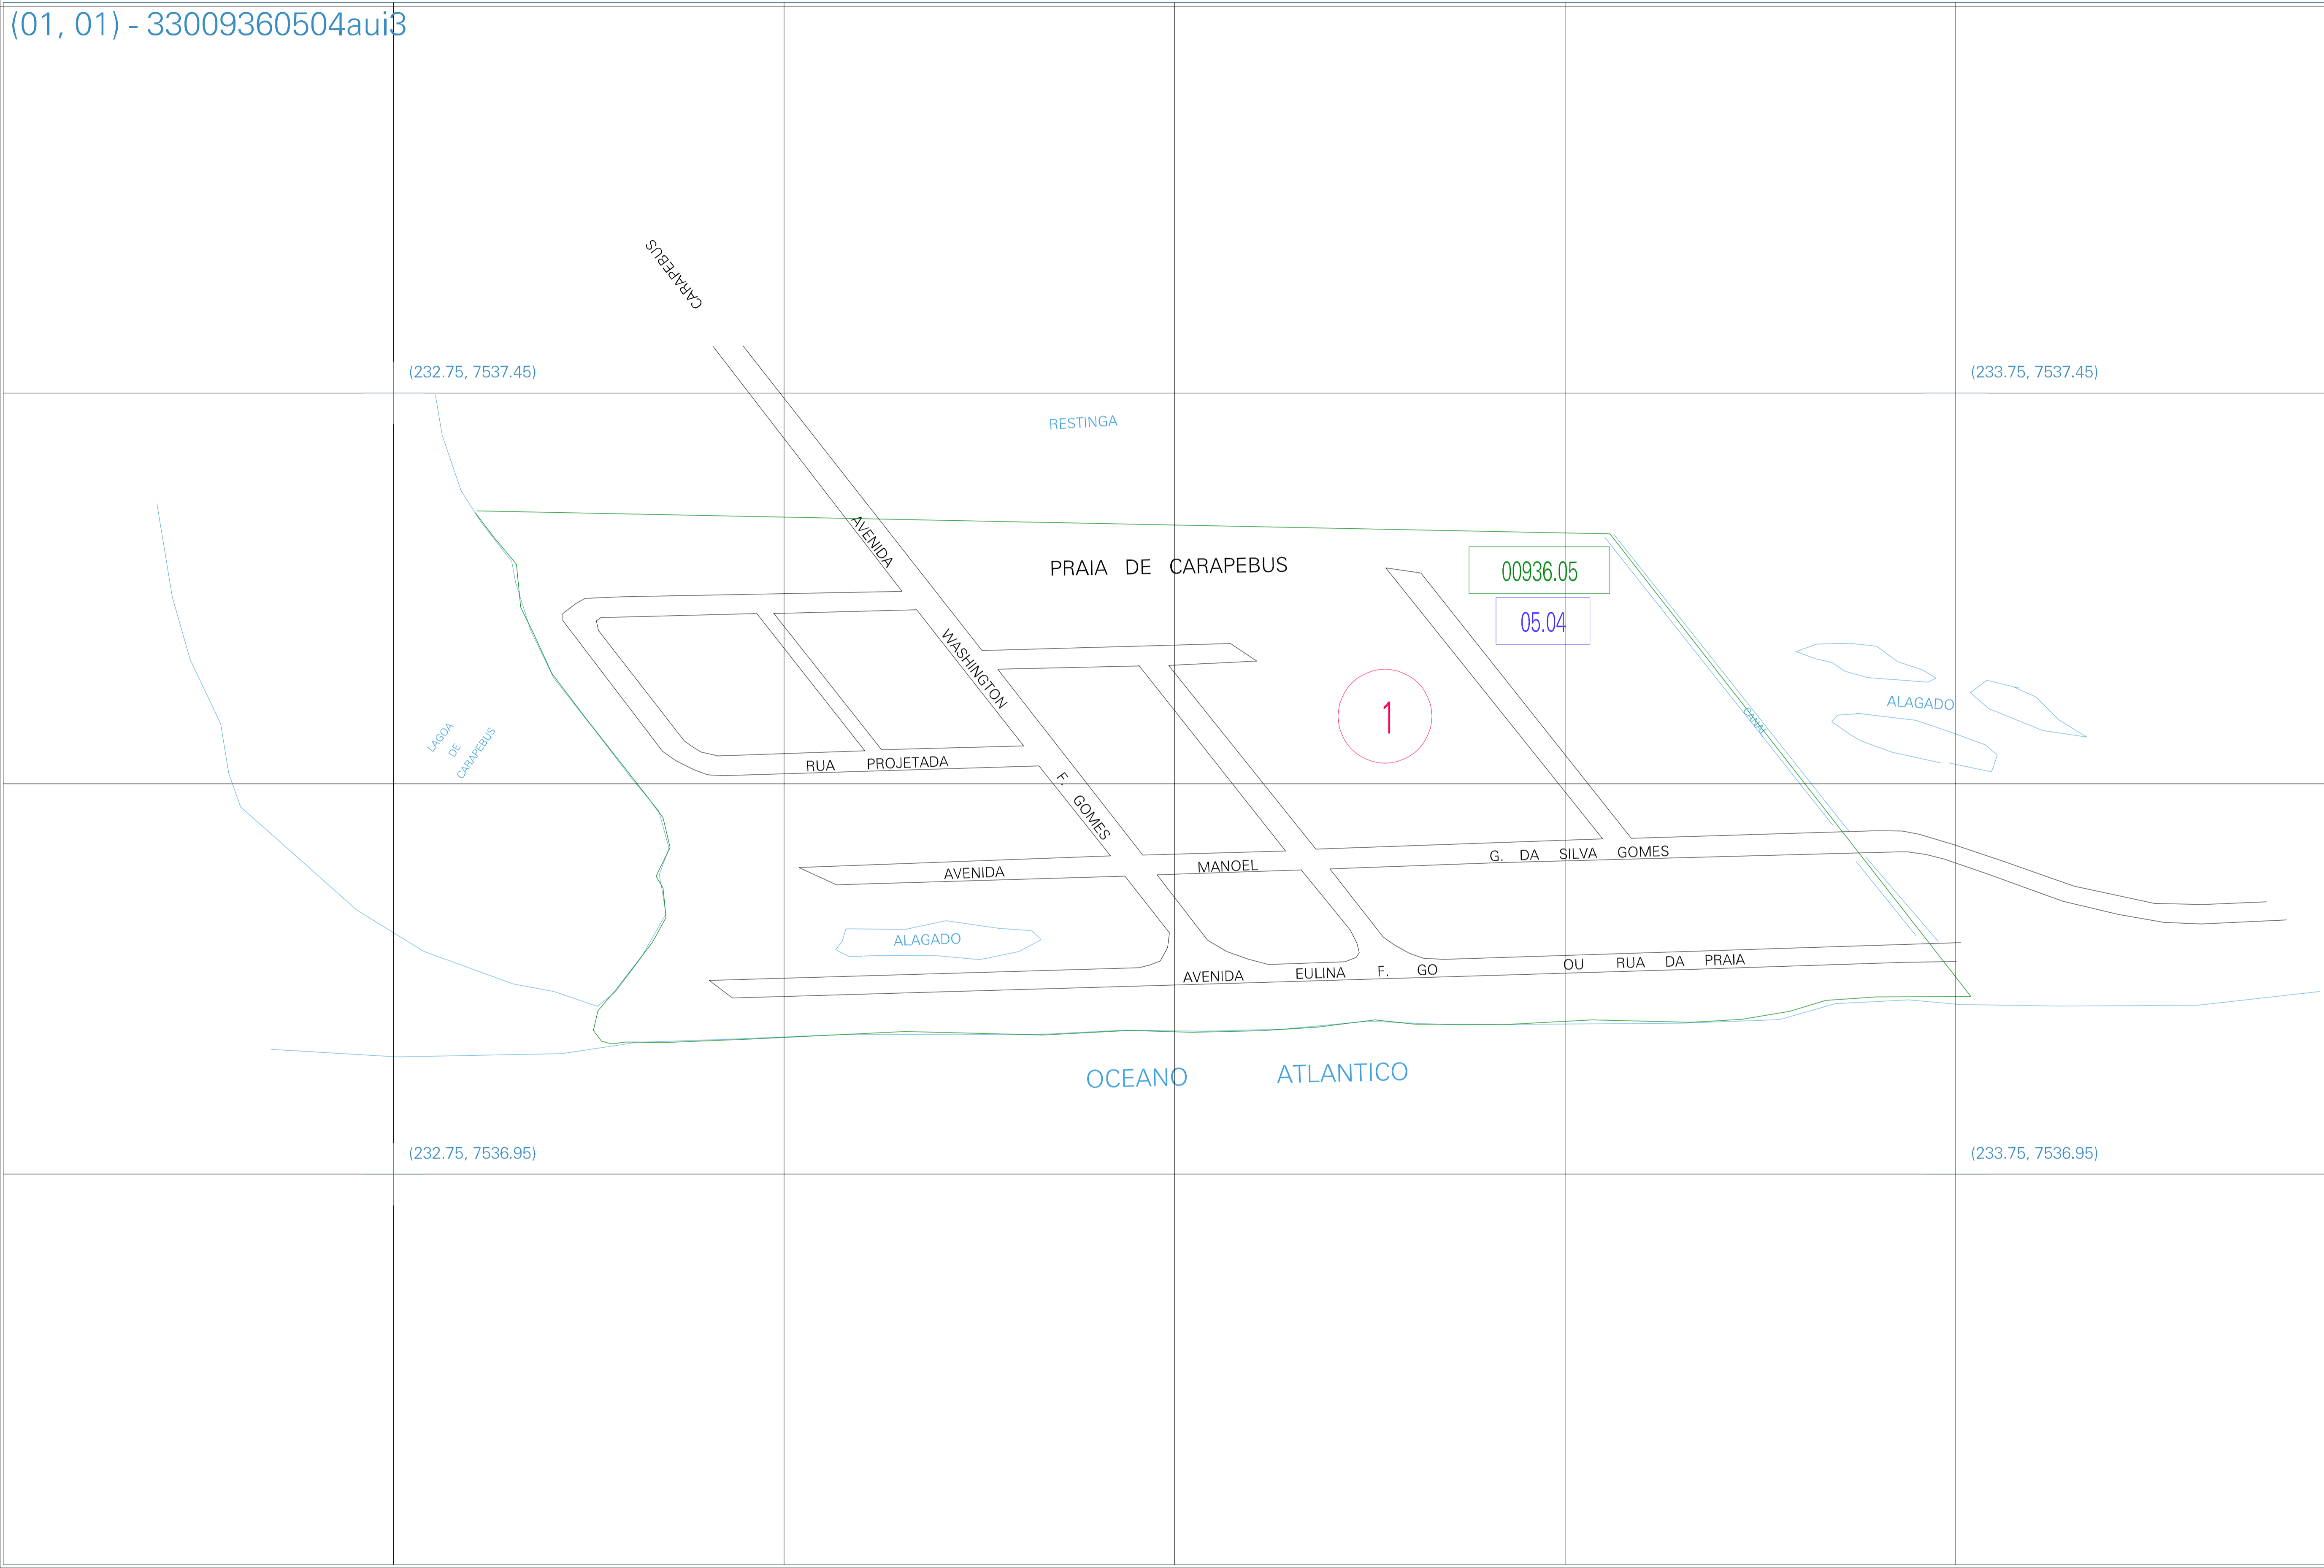 (01, 01) - 33009360504aui3
CARAPEBUS
(232.75, 7537.45)
(233.75, 7537.45)
RESTINGA
AVENIDA
WASHINGTON
F. GOMES
PRAIA DE CARAPEBUS
00936.05
05.04
1
CANAL
ALAGADO
LAGOA
DE
CARAPEBUS
RUA PROJETADA
AVENIDA MANOEL G. DA SILVA GOMES
ALAGADO
AVENIDA EULINA F. GO OU RUA DA PRAIA
OCEANO ATLANTICO
(232.75, 7536.95)
(233.75, 7536.95)